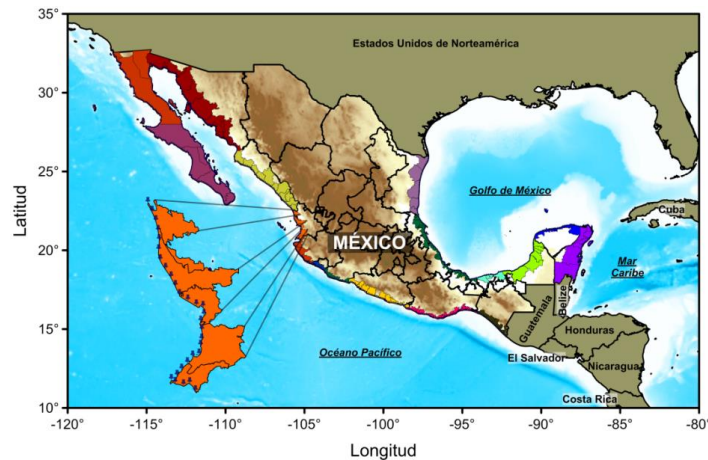 35°
30°
25°
20°
15°
10°
Latitud
Estados Unidos de Norteamérica
Golfo de México
Cuba
MÉXICO
Mar
Caribe
Belize
Guatemala
Honduras
Océano Pacífico
El Salvador
Nicaragua
Costa Rica
-120°
-115°
-110°
-105°
-100°
-95°
-90°
-85°
-80°
Longitud